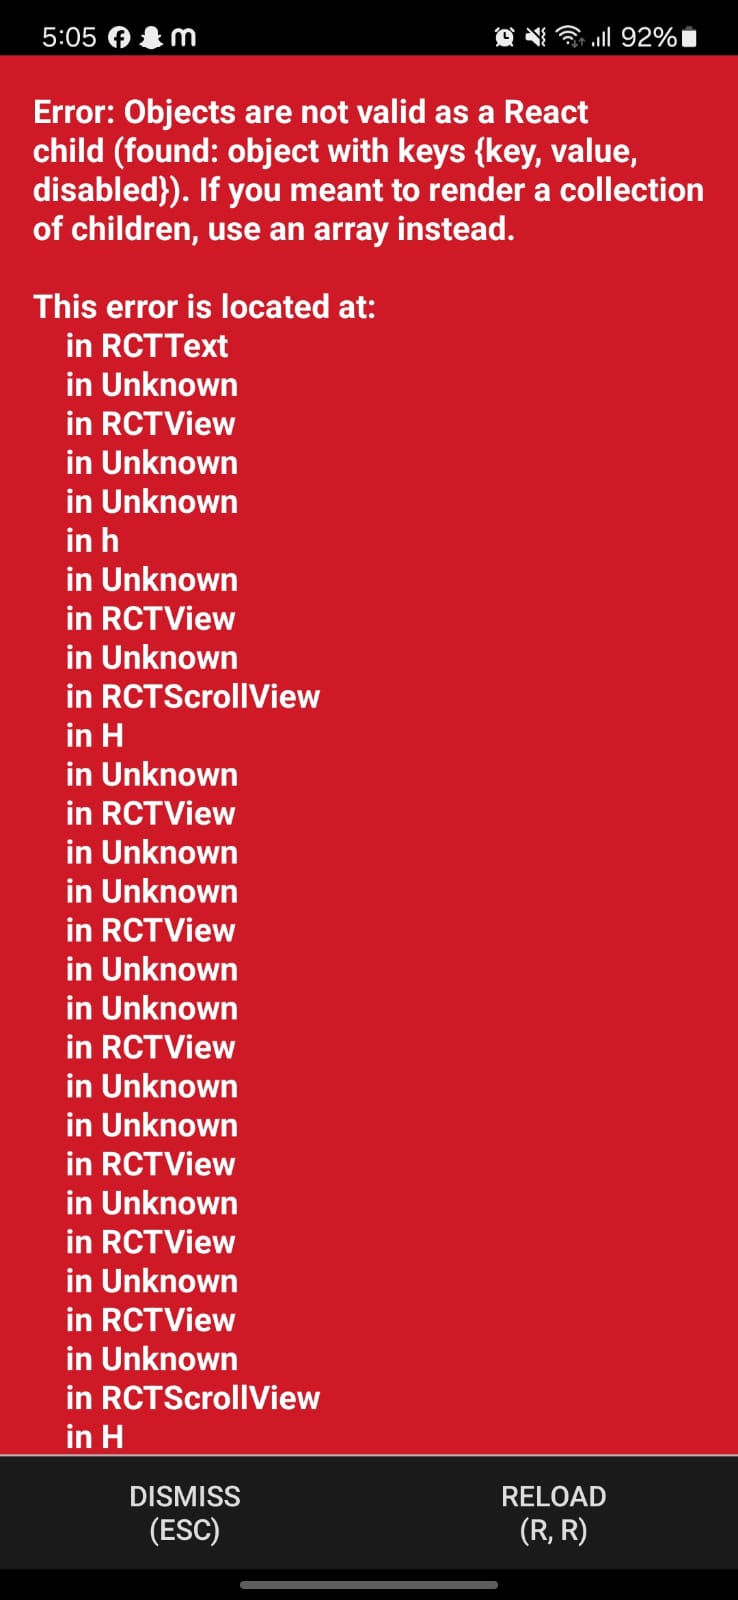 5:05 92%
Error: Objects are not valid as a React
child (found: object with keys {key, value,
disabled}). If you meant to render a collection
of children, use an array instead.
This error is located at:
in RCTText
in Unknown
in RCTView
in Unknown
in Unknown
in h
in Unknown
in RCTView
in Unknown
in RCTScrollView
in H
in Unknown
in RCTView
in Unknown
in Unknown
in RCTView
in Unknown
in Unknown
in RCTView
in Unknown
in Unknown
in RCTView
in Unknown
in RCTView
in Unknown
in RCTView
in Unknown
in RCTScrollView
in H
DISMISS RELOAD
(ESC) (R, R)